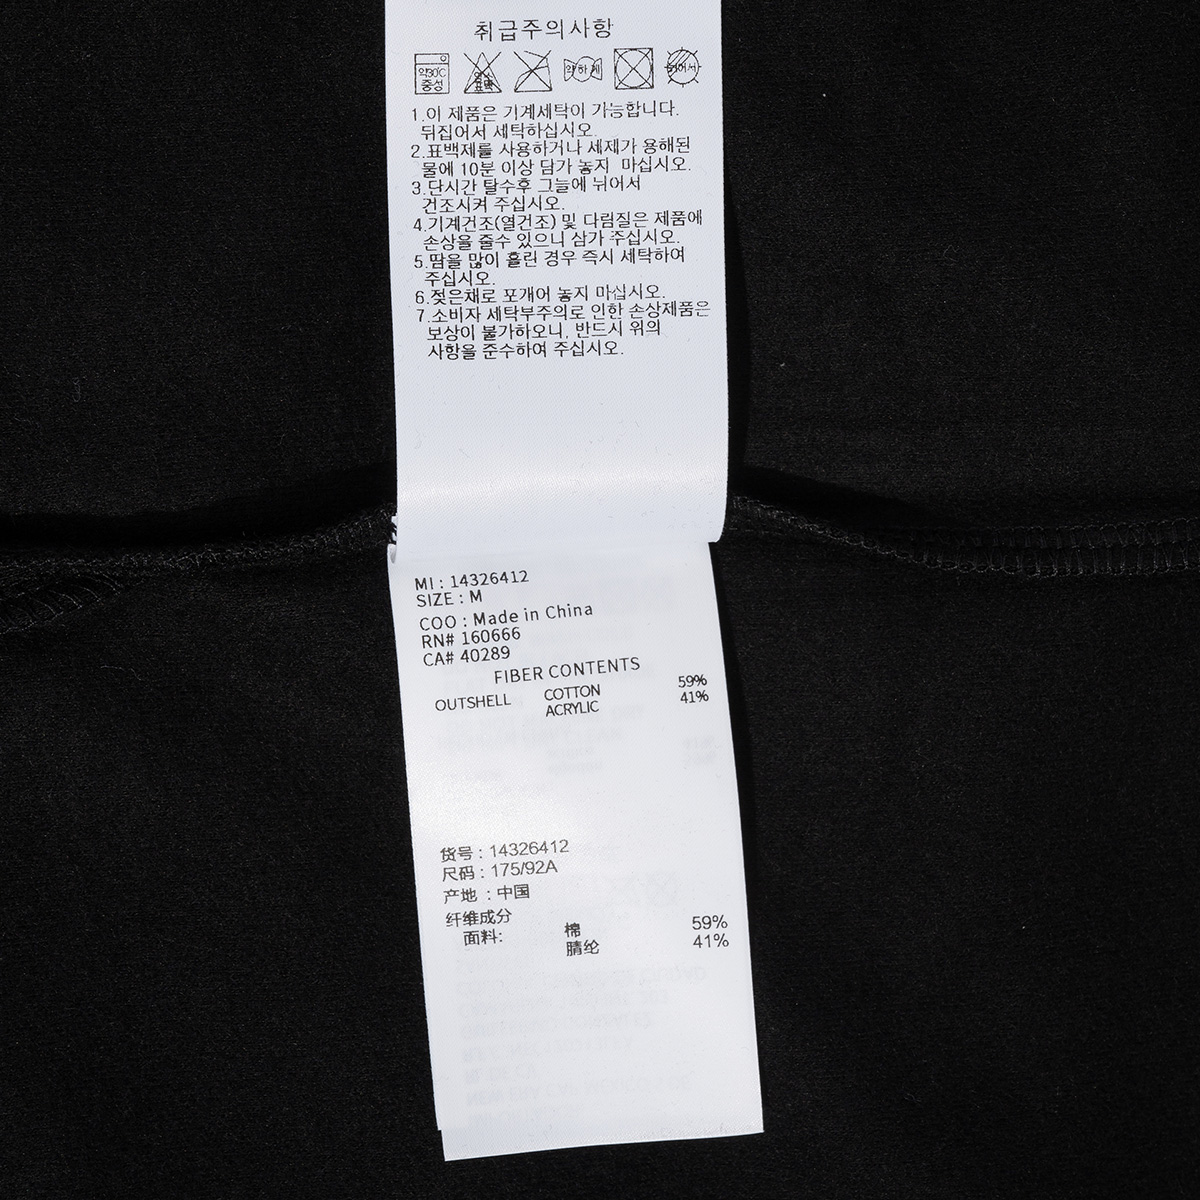 취급주의사항
약30℃
중성
염소
표백
약하게
뉘어서
1.이 제품은 기계세탁이 가능합니다.
뒤집어서 세탁하십시오.
2.표백제를 사용하거나 세제가 용해된
물에 10분 이상 담가 놓지 마십시오.
3.단시간 탈수후 그늘에 뉘어서
건조시켜 주십시오.
4.기계건조(열건조) 및 다림질은 제품에
손상을 줄수 있으니 삼가 주십시오.
5.땀을 많이 흘린 경우 즉시 세탁하여
주십시오.
6.젖은채로 포개어 놓지 마십시오.
7.소비자 세탁부주의로 인한 손상제품은
보상이 불가하오니, 반드시 위의
사항을 준수하여 주십시오.
MI : 14326412
SIZE : M
COO : Made in China
RN# 160666
CA# 40289
FIBER CONTENTS
OUTSHELL COTTON 59%
ACRYLIC 41%
货号 : 14326412
尺码 : 175/92A
产地 : 中国
纤维成分
面料: 棉 59%
腈纶 41%